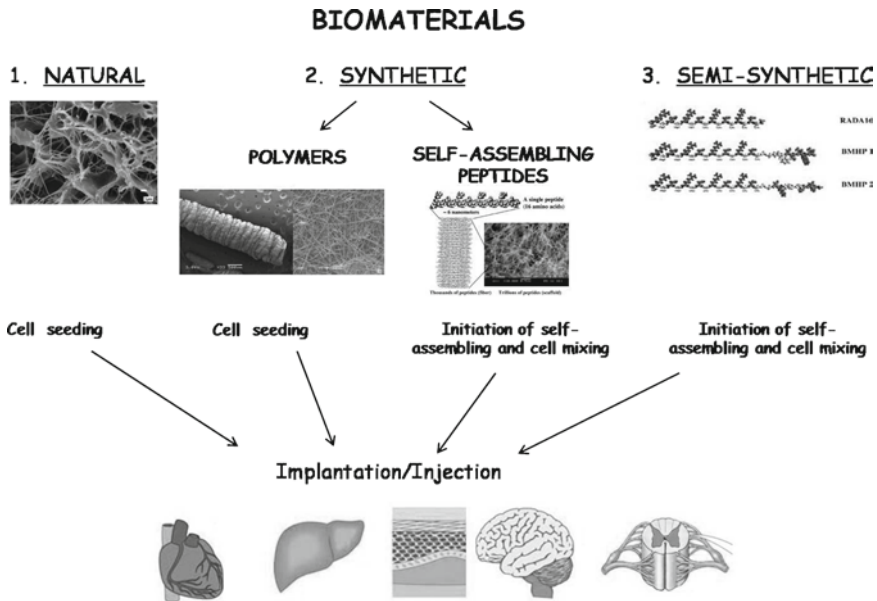 BIOMATERIALS
1. NATURAL
2. SYNTHETIC
3. SEMI-SYNTHETIC
POLYMERS
SELF-ASSEMBLING
PEPTIDES
RADA16
BMHP 1
BMHP 2
A single peptide
(16 amino acids)
~ 6 nanometers
Thousands of peptides (fiber)
Trillions of peptides (scaffold)
Cell seeding
Cell seeding
Initiation of self-
assembling and cell mixing
Initiation of self-
assembling and cell mixing
Implantation/Injection